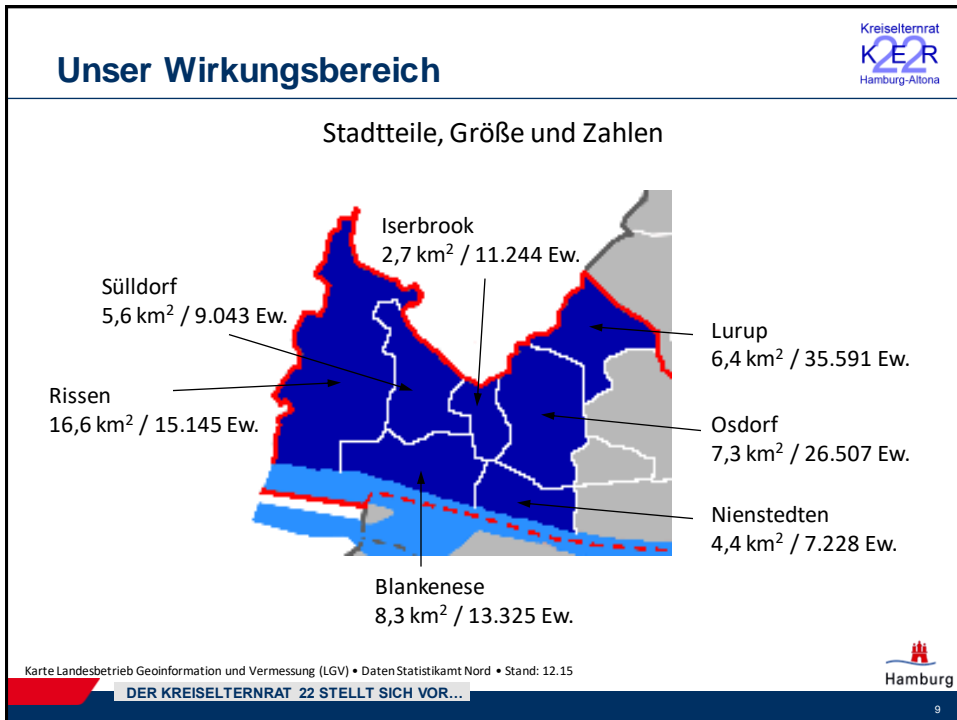 Unser Wirkungsbereich
Kreiselternrat
22
K E R
Hamburg-Altona
Stadtteile, Größe und Zahlen
Iserbrook
2,7 km² / 11.244 Ew.
Sülldorf
5,6 km² / 9.043 Ew.
Lurup
6,4 km² / 35.591 Ew.
Rissen
16,6 km² / 15.145 Ew.
Osdorf
7,3 km² / 26.507 Ew.
Nienstedten
4,4 km² / 7.228 Ew.
Blankenese
8,3 km² / 13.325 Ew.
Karte Landesbetrieb Geoinformation und Vermessung (LGV) • Daten Statistikamt Nord • Stand: 12.15
Hamburg
DER KREISELTERNRAT 22 STELLT SICH VOR...
9